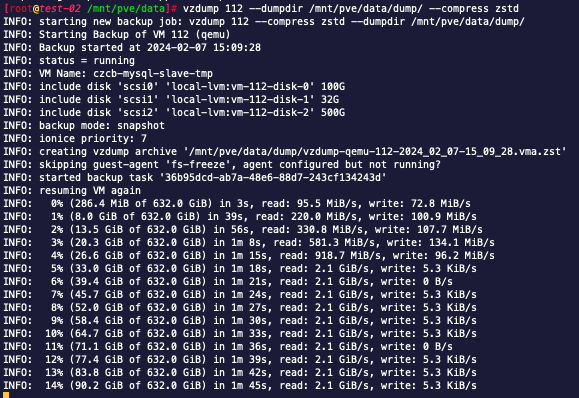 [root@test-02 /mnt/pve/data]# vzdump 112 --dumpdir /mnt/pve/data/dump/ --compress zstd
INFO: starting new backup job: vzdump 112 --compress zstd --dumpdir /mnt/pve/data/dump/
INFO: Starting Backup of VM 112 (qemu)
INFO: Backup started at 2024-02-07 15:09:28
INFO: status = running
INFO: VM Name: czcb-mysql-slave-tmp
INFO: include disk 'scsi0' 'local-lvm:vm-112-disk-0' 100G
INFO: include disk 'scsi1' 'local-lvm:vm-112-disk-1' 32G
INFO: include disk 'scsi2' 'local-lvm:vm-112-disk-2' 500G
INFO: backup mode: snapshot
INFO: ionice priority: 7
INFO: creating vzdump archive '/mnt/pve/data/dump/vzdump-qemu-112-2024_02_07-15_09_28.vma.zst'
INFO: skipping guest-agent 'fs-freeze', agent configured but not running?
INFO: started backup task '36b95dcd-ab7a-48e6-88d7-243cf134243d'
INFO: resuming VM again
INFO:   0% (286.4 MiB of 632.0 GiB) in 3s, read: 95.5 MiB/s, write: 72.8 MiB/s
INFO:   1% (8.0 GiB of 632.0 GiB) in 39s, read: 220.0 MiB/s, write: 100.9 MiB/s
INFO:   2% (13.5 GiB of 632.0 GiB) in 56s, read: 330.8 MiB/s, write: 107.7 MiB/s
INFO:   3% (20.3 GiB of 632.0 GiB) in 1m 8s, read: 581.3 MiB/s, write: 134.1 MiB/s
INFO:   4% (26.6 GiB of 632.0 GiB) in 1m 15s, read: 918.7 MiB/s, write: 96.2 MiB/s
INFO:   5% (33.0 GiB of 632.0 GiB) in 1m 18s, read: 2.1 GiB/s, write: 5.3 KiB/s
INFO:   6% (39.4 GiB of 632.0 GiB) in 1m 21s, read: 2.1 GiB/s, write: 0 B/s
INFO:   7% (45.7 GiB of 632.0 GiB) in 1m 24s, read: 2.1 GiB/s, write: 5.3 KiB/s
INFO:   8% (52.0 GiB of 632.0 GiB) in 1m 27s, read: 2.1 GiB/s, write: 5.3 KiB/s
INFO:   9% (58.4 GiB of 632.0 GiB) in 1m 30s, read: 2.1 GiB/s, write: 5.3 KiB/s
INFO:  10% (64.7 GiB of 632.0 GiB) in 1m 33s, read: 2.1 GiB/s, write: 5.3 KiB/s
INFO:  11% (71.1 GiB of 632.0 GiB) in 1m 36s, read: 2.1 GiB/s, write: 0 B/s
INFO:  12% (77.4 GiB of 632.0 GiB) in 1m 39s, read: 2.1 GiB/s, write: 5.3 KiB/s
INFO:  13% (83.8 GiB of 632.0 GiB) in 1m 42s, read: 2.1 GiB/s, write: 5.3 KiB/s
INFO:  14% (90.2 GiB of 632.0 GiB) in 1m 45s, read: 2.1 GiB/s, write: 5.3 KiB/s